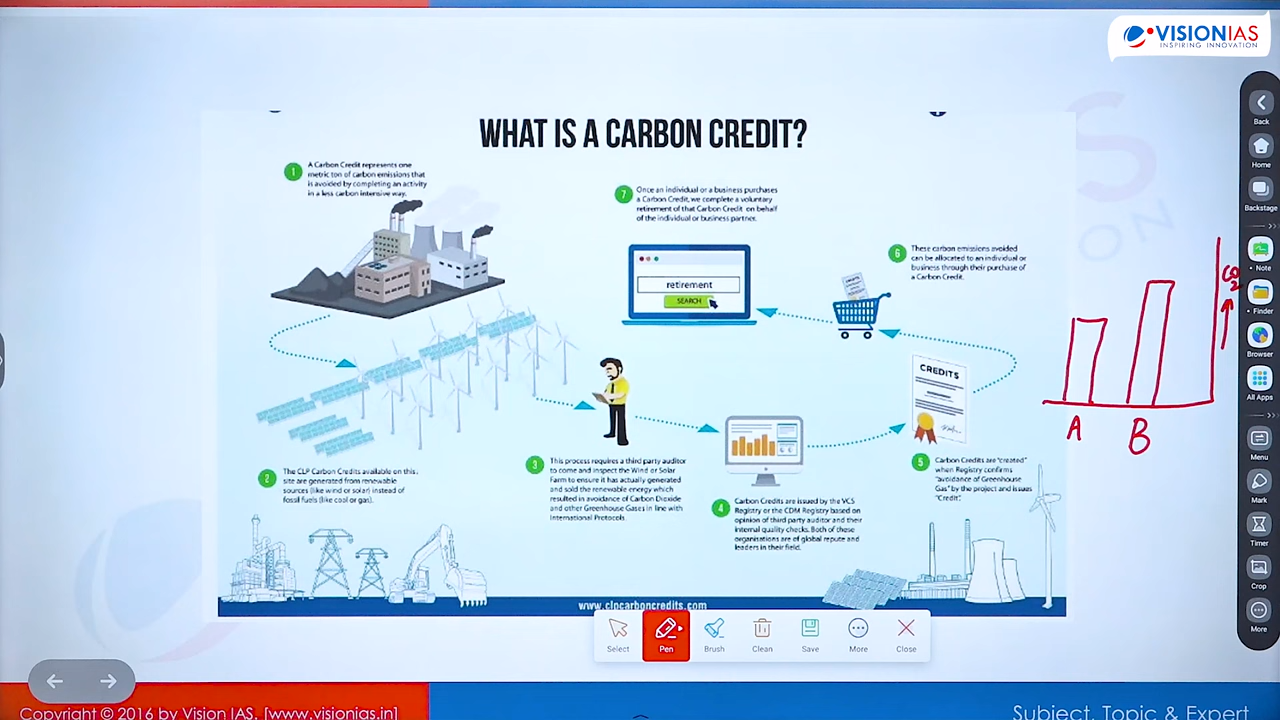 VISIONIAS
INSPIRING INNOVATION
WHAT IS A CARBON CREDIT?
1
A Carbon Credit represents one
metric ton of carbon emissions that
is avoided by completing an activity
in a less carbon intensive way.
7
Once an individual or a business purchases
a Carbon Credit, we complete a voluntary
retirement of that Carbon Credit on behalf
of the individual or business partner.
retirement
SEARCH
6
These carbon emissions avoided
can be allocated to an individual or
business through their purchase of
a Carbon Credit.
CREDITS
2
The CLP Carbon Credits available on this
site are generated from renewable
sources (like wind or solar) instead of
fossil fuels (like coal or gas).
3
This process requires a third party auditor
to come and inspect the Wind or Solar
Farm to ensure it has actually generated
and sold the renewable energy which
resulted in avoidance of Carbon Dioxide
and other Greenhouse Gases in line with
International Protocols.
4
Carbon Credits are issued by the VCS
Registry or the CDM Registry based on
opinion of third party auditor and their
internal quality checks. Both of these
organisations are of global repute and
leaders in their field.
5
Carbon Credits are "created"
when Registry confirms
"avoidance of Greenhouse
Gas" by the project and issues
"Credit".
www.clpcarboncredits.com
CO2
A
B
Back
Home
Backstage
Note
Finder
Browser
All Apps
Menu
Mark
Timer
Crop
More
Select
Pen
Brush
Clean
Save
More
Close
Copyright © 2016 by Vision IAS. [www.visionias.in]
Subject, Topic & Expert